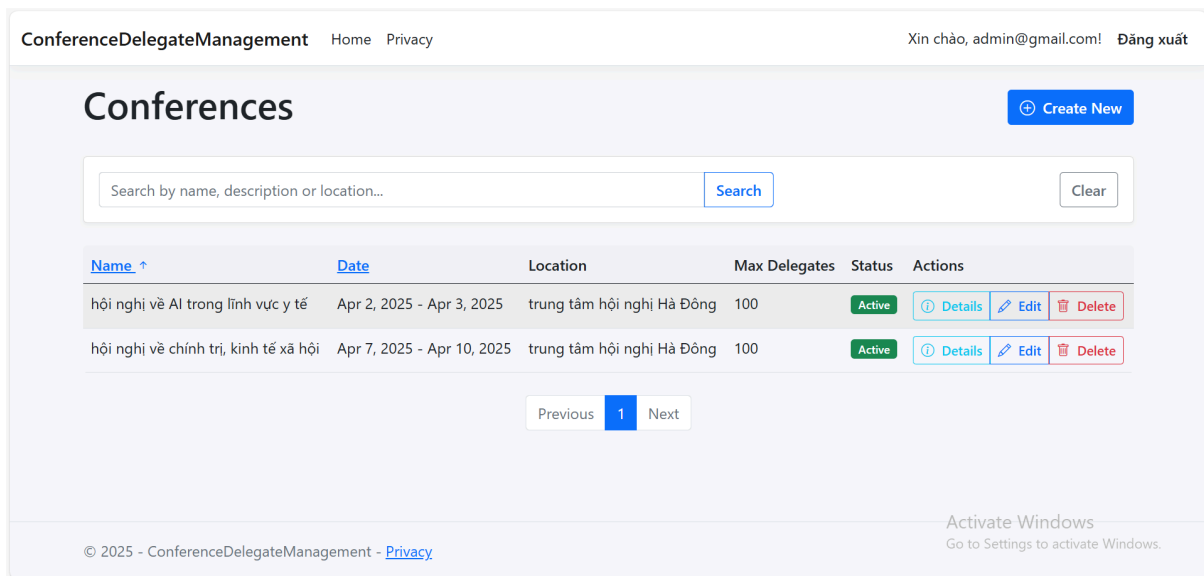 ConferenceDelegateManagement Home Privacy Xin chào, admin@gmail.com! Đăng xuất
Conferences Create New
Search by name, description or location... Search Clear
Name ↑ Date Location Max Delegates Status Actions
hội nghị về AI trong lĩnh vực y tế Apr 2, 2025 - Apr 3, 2025 trung tâm hội nghị Hà Đông 100 Active Details Edit Delete
hội nghị về chính trị, kinh tế xã hội Apr 7, 2025 - Apr 10, 2025 trung tâm hội nghị Hà Đông 100 Active Details Edit Delete
Previous 1 Next
Activate Windows
Go to Settings to activate Windows.
© 2025 - ConferenceDelegateManagement - Privacy